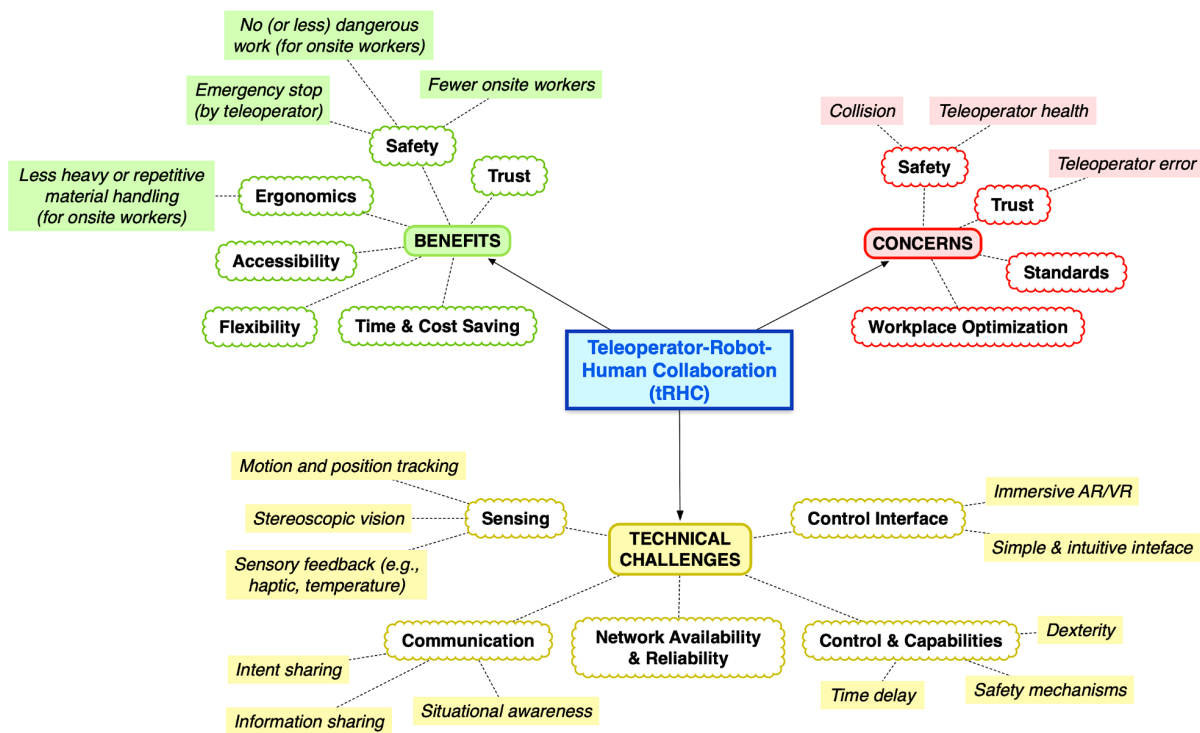 No (or less) dangerous
work (for onsite workers)
Emergency stop
(by teleoperator)
Fewer onsite workers
Safety
Trust
Less heavy or repetitive
material handling
(for onsite workers)
Ergonomics
BENEFITS
Accessibility
Flexibility
Time & Cost Saving
Collision
Teleoperator health
Safety
Teleoperator error
Trust
CONCERNS
Standards
Workplace Optimization
Teleoperator-Robot-
Human Collaboration
(tRHC)
Motion and position tracking
Stereoscopic vision
Sensing
Sensory feedback (e.g.,
haptic, temperature)
TECHNICAL
CHALLENGES
Control Interface
Immersive AR/VR
Simple & intuitive inteface
Communication
Intent sharing
Information sharing
Situational awareness
Network Availability
& Reliability
Control & Capabilities
Dexterity
Time delay
Safety mechanisms